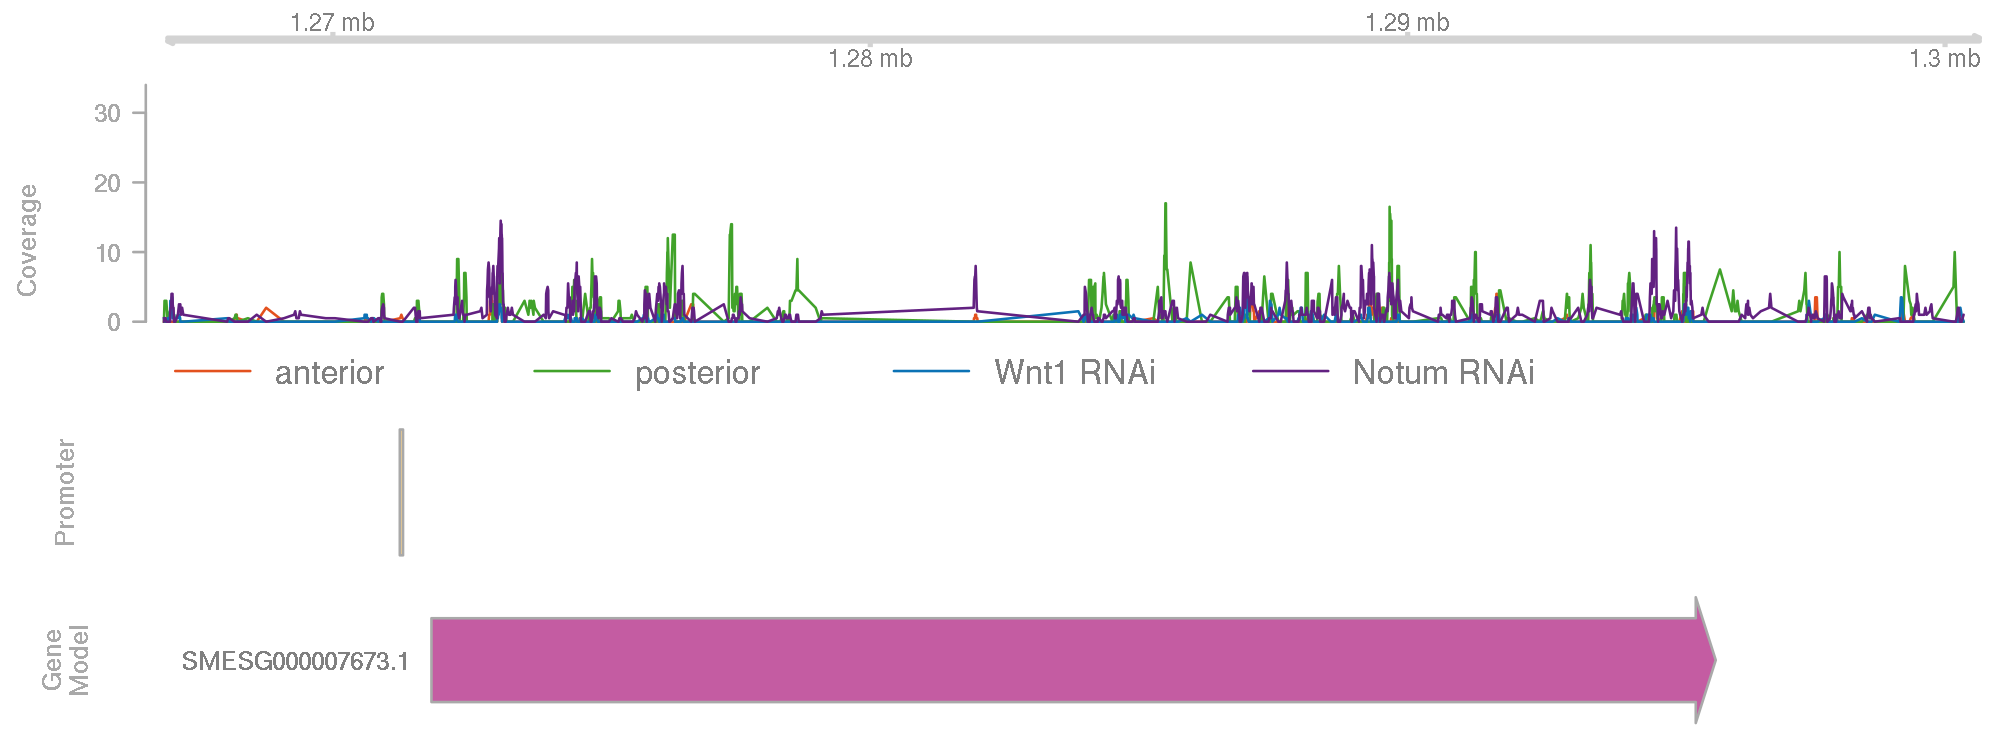 1.27 mb
1.29 mb
1.28 mb
1.3 mb
Coverage
30
20
10
0
anterior
posterior
Wnt1 RNAi
Notum RNAi
Promoter
Gene
Model
SMESG000007673.1